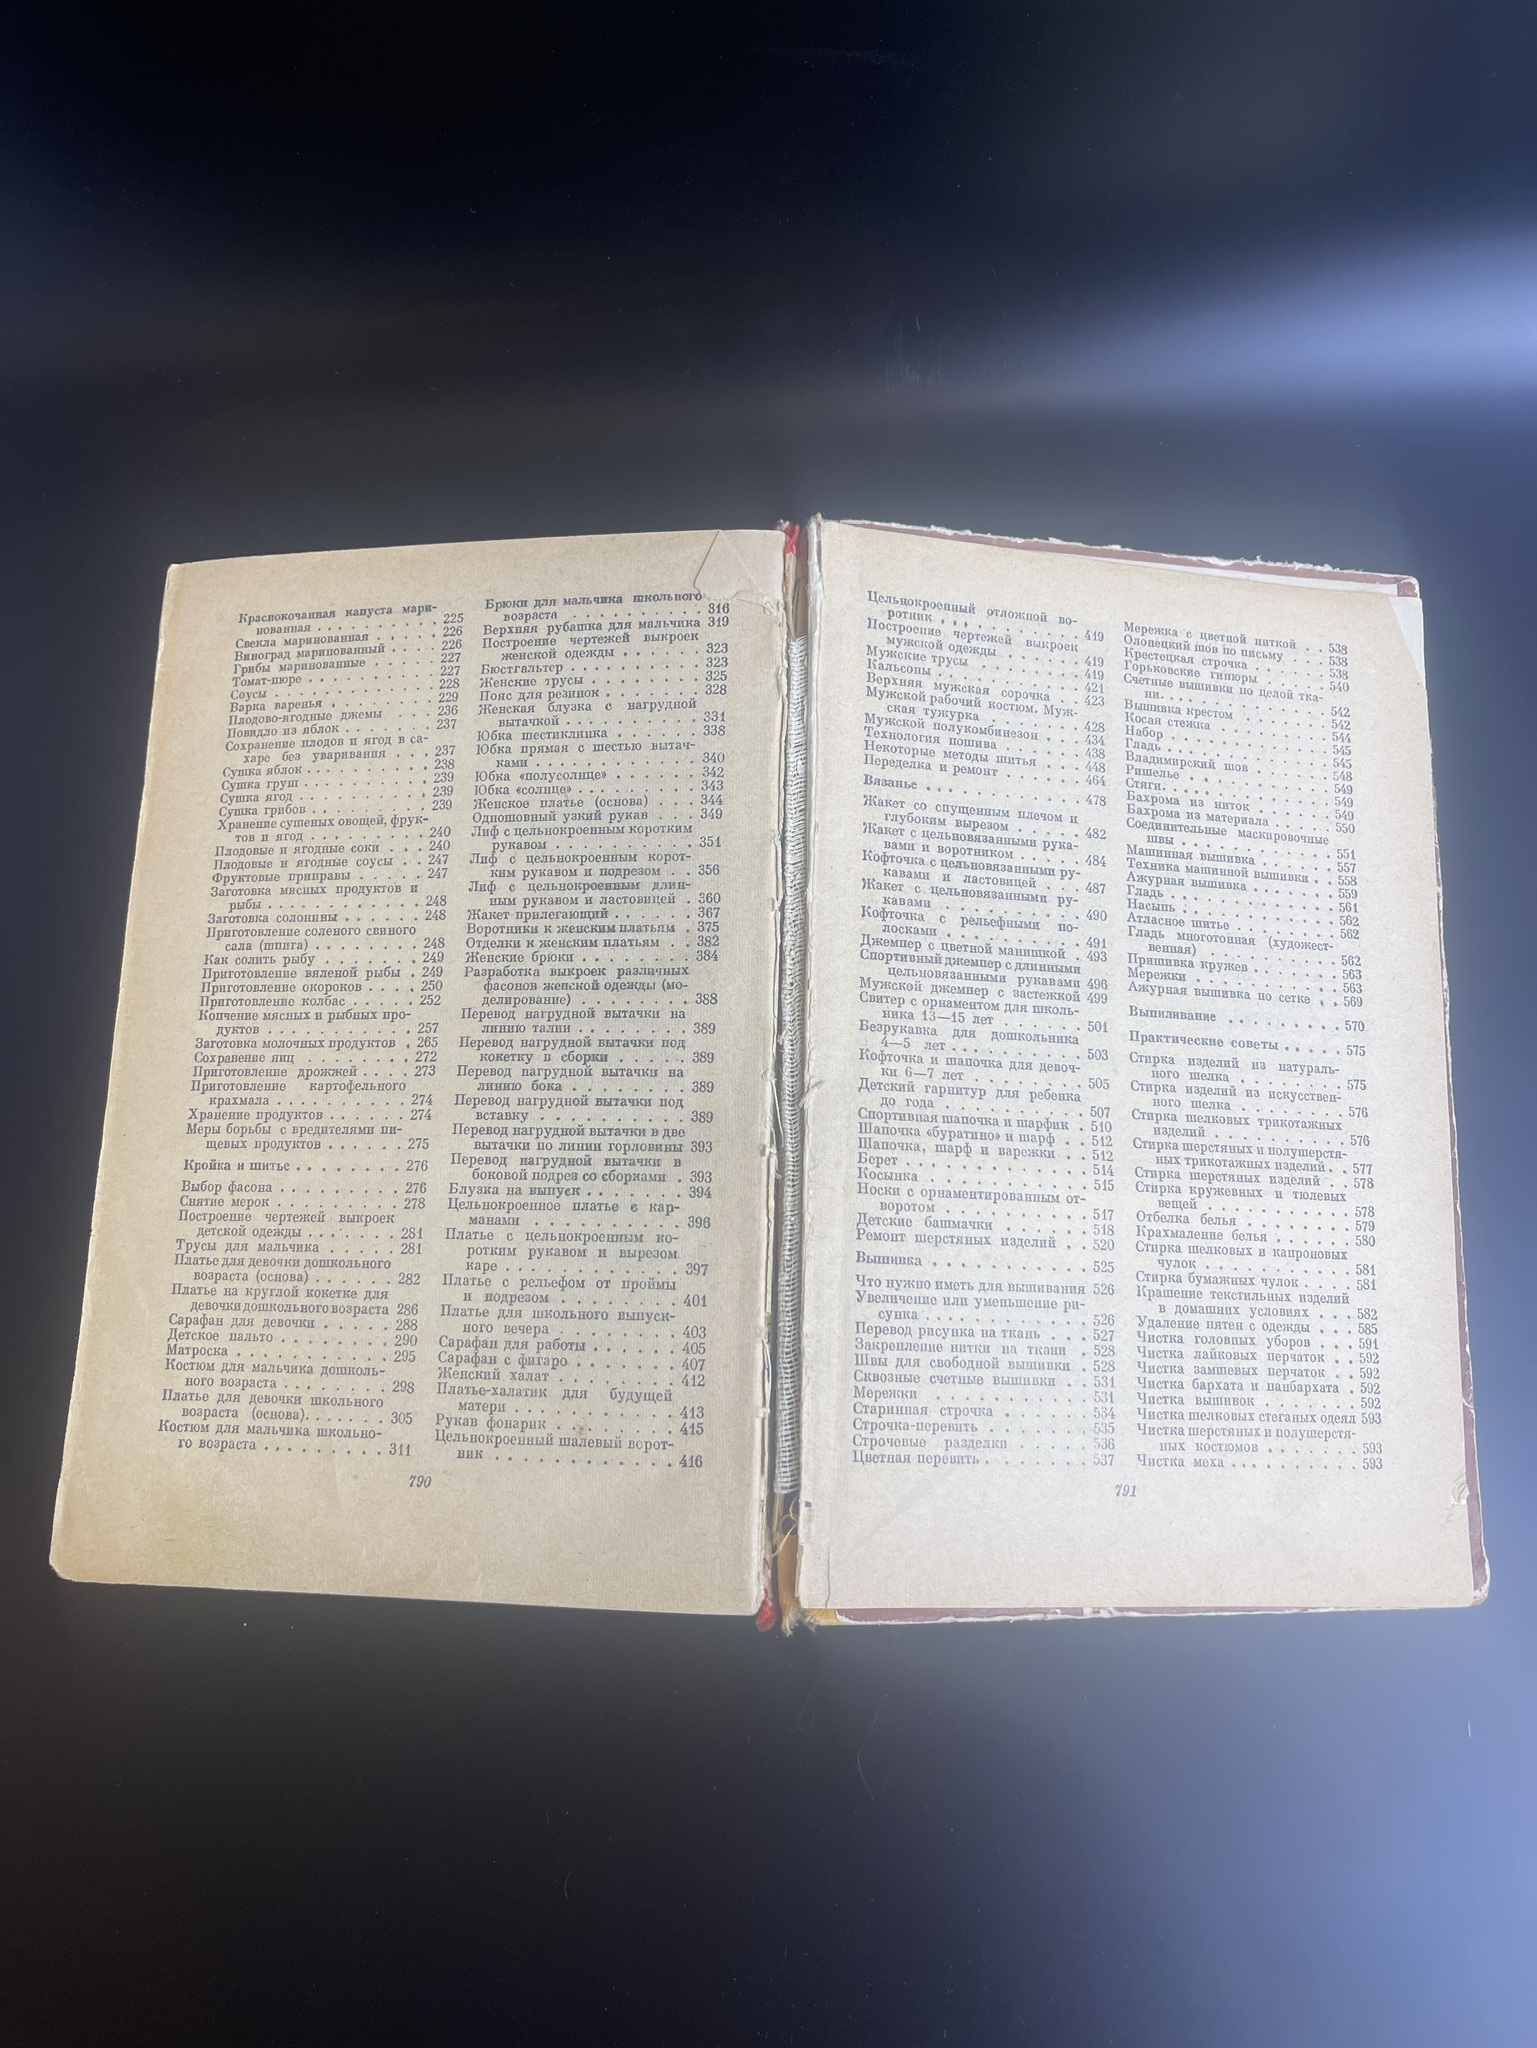 Краснокочанная капуста мари-
нованная . . . . . . . . . . 225
Свекла маринованная . . . . . 226
Виноград маринованный . . . . 226
Грибы маринованные . . . . . 227
Томат-пюре . . . . . . . . . 227
Соусы . . . . . . . . . . . . 228
Варка варенья . . . . . . . . 229
Плодово-ягодные джемы . . . 236
Повидло из яблок . . . . . . 237
Сохранение плодов и ягод в са-
харе без уваривания . . . . 237
Сушка яблок . . . . . . . . . 238
Сушка груш . . . . . . . . . 239
Сушка ягод . . . . . . . . . 239
Сушка грибов . . . . . . . . 239
Хранение сушеных овощей, фрук-
тов и ягод . . . . . . . . . 240
Плодовые и ягодные соки . . . 240
Плодовые и ягодные соусы . . 247
Фруктовые приправы . . . . . 247
Заготовка мясных продуктов и
рыбы . . . . . . . . . . . . 248
Заготовка солонины . . . . . 248
Приготовление соленого свиного
сала (шпига) . . . . . . . . 248
Как солить рыбу . . . . . . . 249
Приготовление вяленой рыбы . 249
Приготовление окороков . . . . 250
Приготовление колбас . . . . . 252
Копчение мясных и рыбных про-
дуктов . . . . . . . . . . . 257
Заготовка молочных продуктов . 265
Сохранение яиц . . . . . . . 272
Приготовление дрожжей . . . . 273
Приготовление картофельного
крахмала . . . . . . . . . . 274
Хранение продуктов . . . . . . 274
Меры борьбы с вредителями пи-
щевых продуктов . . . . . . 275
Кройка и шитье . . . . . . . . 276
Выбор фасона . . . . . . . . . 276
Снятие мерок . . . . . . . . . 278
Построение чертежей выкроек
детской одежды . . . . . . . 281
Трусы для мальчика . . . . . 281
Платье для девочки дошкольного
возраста (основа) . . . . . . 282
Платье на круглой кокетке для
девочки дошкольного возраста 286
Сарафан для девочки . . . . . 288
Детское пальто . . . . . . . . 290
Матроска . . . . . . . . . . . 295
Костюм для мальчика дошколь-
ного возраста . . . . . . . . 298
Платье для девочки школьного
возраста (основа). . . . . . . 305
Костюм для мальчика школьно-
го возраста . . . . . . . . . 311
Брюки для мальчика школьного
возраста . . . . . . . . . . 316
Верхняя рубашка для мальчика 319
Построение чертежей выкроек
женской одежды . . . . . . . 323
Бюстгальтер . . . . . . . . . 323
Женские трусы . . . . . . . . 325
Пояс для резинок . . . . . . . 328
Женская блузка с нагрудной
вытачкой . . . . . . . . . . 331
Юбка шестиклинка . . . . . . 338
Юбка прямая с шестью вытач-
ками . . . . . . . . . . . . 340
Юбка «полусолнце» . . . . . . 342
Юбка «солнце» . . . . . . . . 343
Женское платье (основа) . . . 344
Одношовный узкий рукав . . . 349
Лиф с цельнокроенным коротким
рукавом . . . . . . . . . . 351
Лиф с цельнокроенным корот-
ким рукавом и подрезом . . 356
Лиф с цельнокроенным длин-
ным рукавом и ластовицей . 360
Жакет прилегающий . . . . . . 367
Воротники к женским платьям . 375
Отделки к женским платьям . . 382
Женские брюки . . . . . . . . 384
Разработка выкроек различных
фасонов женской одежды (мо-
делирование) . . . . . . . . 388
Перевод нагрудной вытачки на
линию талии . . . . . . . . 389
Перевод нагрудной вытачки под
кокетку в сборки . . . . . 389
Перевод нагрудной вытачки на
линию бока . . . . . . . . . 389
Перевод нагрудной вытачки под
вставку . . . . . . . . . . 389
Перевод нагрудной вытачки в две
вытачки по линии горловины 393
Перевод нагрудной вытачки в
боковой подрез со сборками . 393
Блузка на выпуск . . . . . . . 394
Цельнокроенное платье с кар-
манами . . . . . . . . . . . 396
Платье с цельнокроенным ко-
ротким рукавом и вырезом
каре . . . . . . . . . . . . 397
Платье с рельефом от проймы
и подрезом . . . . . . . . . 401
Платье для школьного выпуск-
ного вечера . . . . . . . . 403
Сарафан для работы . . . . . . 405
Сарафан с фигаро . . . . . . . 407
Женский халат . . . . . . . . 412
Платье-халатик для будущей
матери . . . . . . . . . . . 413
Рукав фонарик . . . . . . . . 415
Цельнокроенный шалевый ворот-
ник . . . . . . . . . . . . 416
790
Цельнокроенный отложной во-
ротник . . . . . . . . . . . 419
Построение чертежей выкроек
мужской одежды . . . . . . . 419
Мужские трусы . . . . . . . . 419
Кальсоны . . . . . . . . . . . 421
Верхняя мужская сорочка . . . 423
Мужской рабочий костюм. Муж-
ская тужурка . . . . . . . . 428
Мужской полукомбинезон . . . 434
Технология пошива . . . . . . 438
Некоторые методы шитья . . . 448
Переделка и ремонт . . . . . . 464
Вязанье . . . . . . . . . . . . 478
Жакет со спущенным плечом и
глубоким вырезом . . . . . . 482
Жакет с цельновязанными рука-
вами и воротником . . . . . 484
Кофточка с цельновязанными ру-
кавами и ластовицей . . . . 487
Жакет с цельновязанными ру-
кавами . . . . . . . . . . . 490
Кофточка с рельефными по-
лосками . . . . . . . . . . 491
Джемпер с цветной манишкой . 493
Спортивный джемпер с длинными
цельновязанными рукавами 496
Мужской джемпер с застежкой 499
Свитер с орнаментом для школь-
ника 13—15 лет . . . . . . . 501
Безрукавка для дошкольника
4—5 лет . . . . . . . . . . 503
Кофточка и шапочка для девоч-
ки 6—7 лет . . . . . . . . . 505
Детский гарнитур для ребенка
до года . . . . . . . . . . 507
Спортивная шапочка и шарфик . 510
Шапочка «буратино» и шарф . . 512
Шапочка, шарф и варежки . . . 512
Берет . . . . . . . . . . . . . 514
Косынка . . . . . . . . . . . . 515
Носки с орнаментированным от-
воротом . . . . . . . . . . 517
Детские башмачки . . . . . . 518
Ремонт шерстяных изделий . . 520
Вышивка . . . . . . . . . . . . 525
Что нужно иметь для вышивания 526
Увеличение или уменьшение ри-
сунка . . . . . . . . . . . . 526
Перевод рисунка на ткань . . . 527
Закрепление нитки на ткани . 528
Швы для свободной вышивки . 528
Сквозные счетные вышивки . . 531
Мережки . . . . . . . . . . . 531
Старинная строчка . . . . . . 534
Строчка-перевить . . . . . . . 535
Строчевые разделки . . . . . 536
Цветная перевить . . . . . . . 537
Мережка с цветной ниткой . . 538
Олонецкий шов по письму . . . 538
Крестецкая строчка . . . . . . 538
Горьковские гипюры . . . . . . 540
Счетные вышивки по целой тка-
ни. . . . . . . . . . . . . . 542
Вышивка крестом . . . . . . . 542
Косая стежка . . . . . . . . . 544
Набор . . . . . . . . . . . . . 545
Гладь . . . . . . . . . . . . . 545
Владимирский шов . . . . . . . 548
Ришелье . . . . . . . . . . . . 549
Стяги. . . . . . . . . . . . . 549
Бахрома из ниток . . . . . . . 549
Бахрома из материала . . . . . 550
Соединительные маскировочные
швы . . . . . . . . . . . . 551
Машинная вышивка . . . . . . . 557
Техника машинной вышивки . . 558
Ажурная вышивка . . . . . . . 559
Гладь . . . . . . . . . . . . . 561
Насыпь . . . . . . . . . . . . 562
Атласное шитье . . . . . . . . 562
Гладь многотонная (художест-
венная) . . . . . . . . . . . 562
Пришивка кружев . . . . . . . 563
Мережки . . . . . . . . . . . 563
Ажурная вышивка по сетке . . 569
Выпиливание . . . . . . . . . 570
Практические советы . . . . . 575
Стирка изделий из натураль-
ного шелка . . . . . . . . . 575
Стирка изделий из искусствен-
ного шелка . . . . . . . . . 576
Стирка шелковых трикотажных
изделий . . . . . . . . . . . 576
Стирка шерстяных и полушерстя-
ных трикотажных изделий . . 577
Стирка шерстяных изделий . . 578
Стирка кружевных и тюлевых
вещей . . . . . . . . . . . . 578
Отбелка белья . . . . . . . . 579
Крахмаление белья . . . . . . 580
Стирка шелковых и капроновых
чулок . . . . . . . . . . . . 581
Стирка бумажных чулок . . . . 581
Крашение текстильных изделий
в домашних условиях . . . . 582
Удаление пятен с одежды . . . 585
Чистка головных уборов . . . . 591
Чистка лайковых перчаток . . 592
Чистка замшевых перчаток . . 592
Чистка бархата и панбархата . 592
Чистка вышивок . . . . . . . . 592
Чистка шелковых стеганых одеял 593
Чистка шерстяных и полушерстя-
ных костюмов . . . . . . . . 593
Чистка меха . . . . . . . . . . 593
791